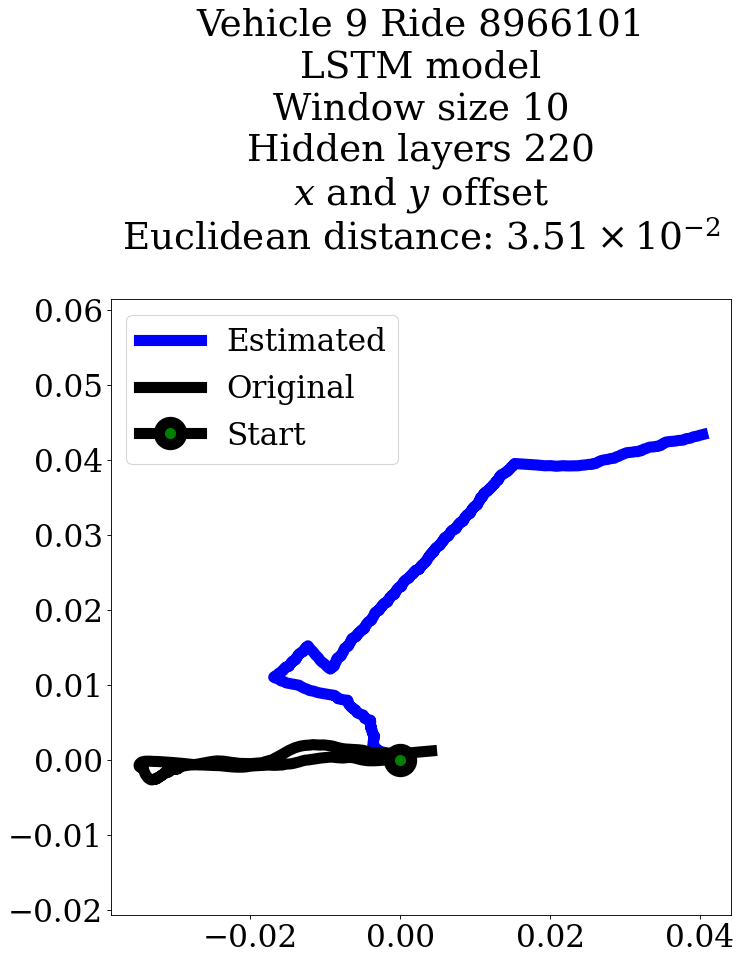 Vehicle 9 Ride 8966101
LSTM model
Window size 10
Hidden layers 220
x and y offset
Euclidean distance: 3.51 × 10⁻²
Estimated
Original
Start
0.06
0.05
0.04
0.03
0.02
0.01
0.00
−0.01
−0.02
−0.02 0.00 0.02 0.04